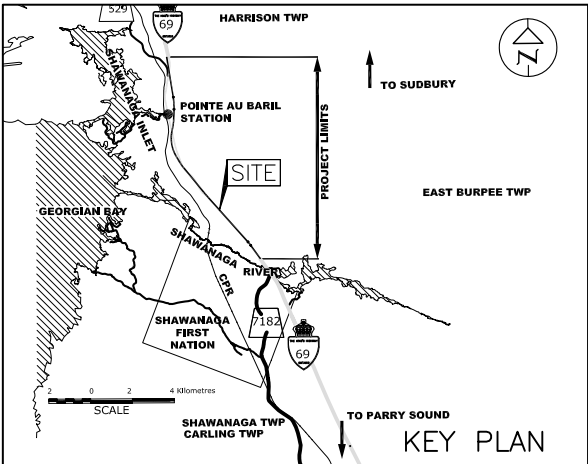 529
69
HARRISON TWP
N
TO SUDBURY
SHAWANAGA INLET
POINTE AU BARIL
STATION
PROJECT LIMITS
SITE
EAST BURPEE TWP
GEORGIAN BAY
SHAWANAGA
RIVER
CPR
7182
SHAWANAGA
FIRST
NATION
69
2 0 2 4 Kilometres
SCALE
SHAWANAGA TWP
CARLING TWP
TO PARRY SOUND
KEY PLAN